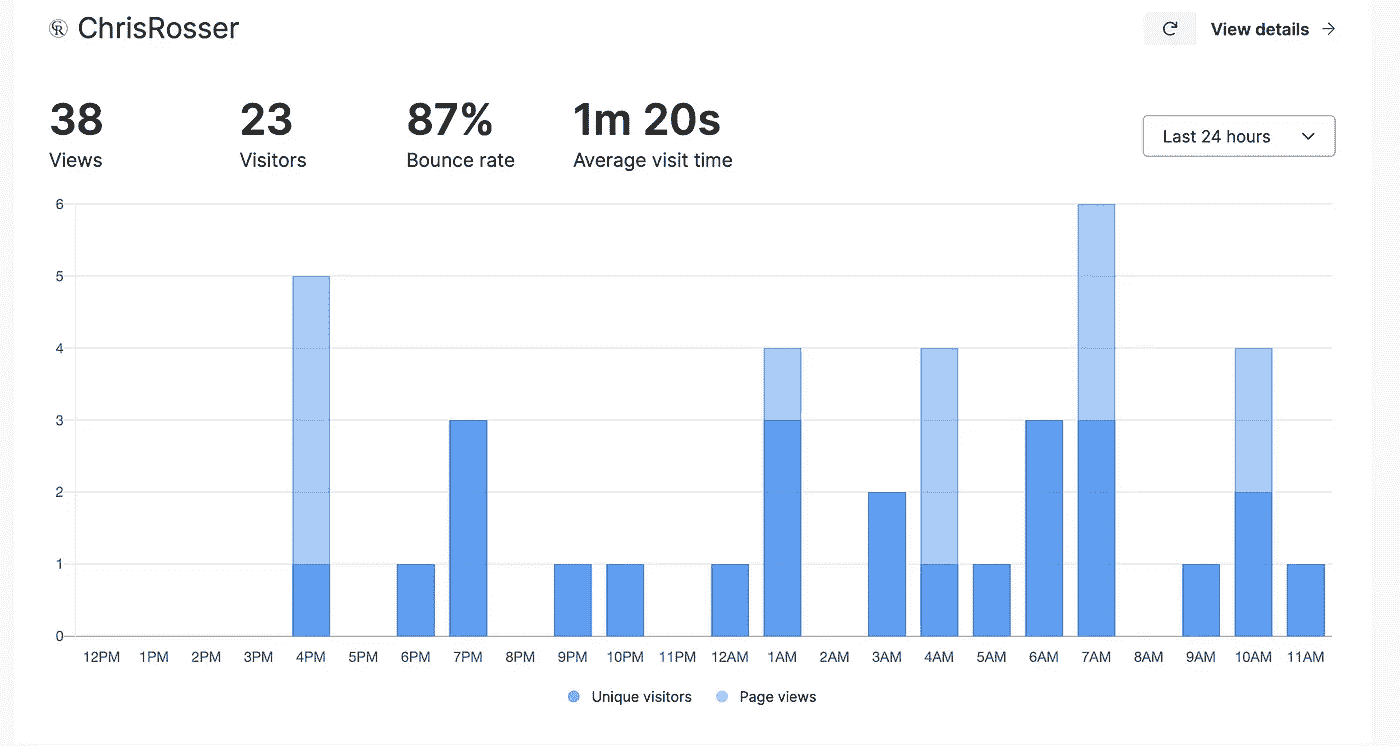 CR ChrisRosser
View details →
38
Views
23
Visitors
87%
Bounce rate
1m 20s
Average visit time
Last 24 hours
6
5
4
3
2
1
0
12PM 1PM 2PM 3PM 4PM 5PM 6PM 7PM 8PM 9PM 10PM 11PM 12AM 1AM 2AM 3AM 4AM 5AM 6AM 7AM 8AM 9AM 10AM 11AM
Unique visitors Page views